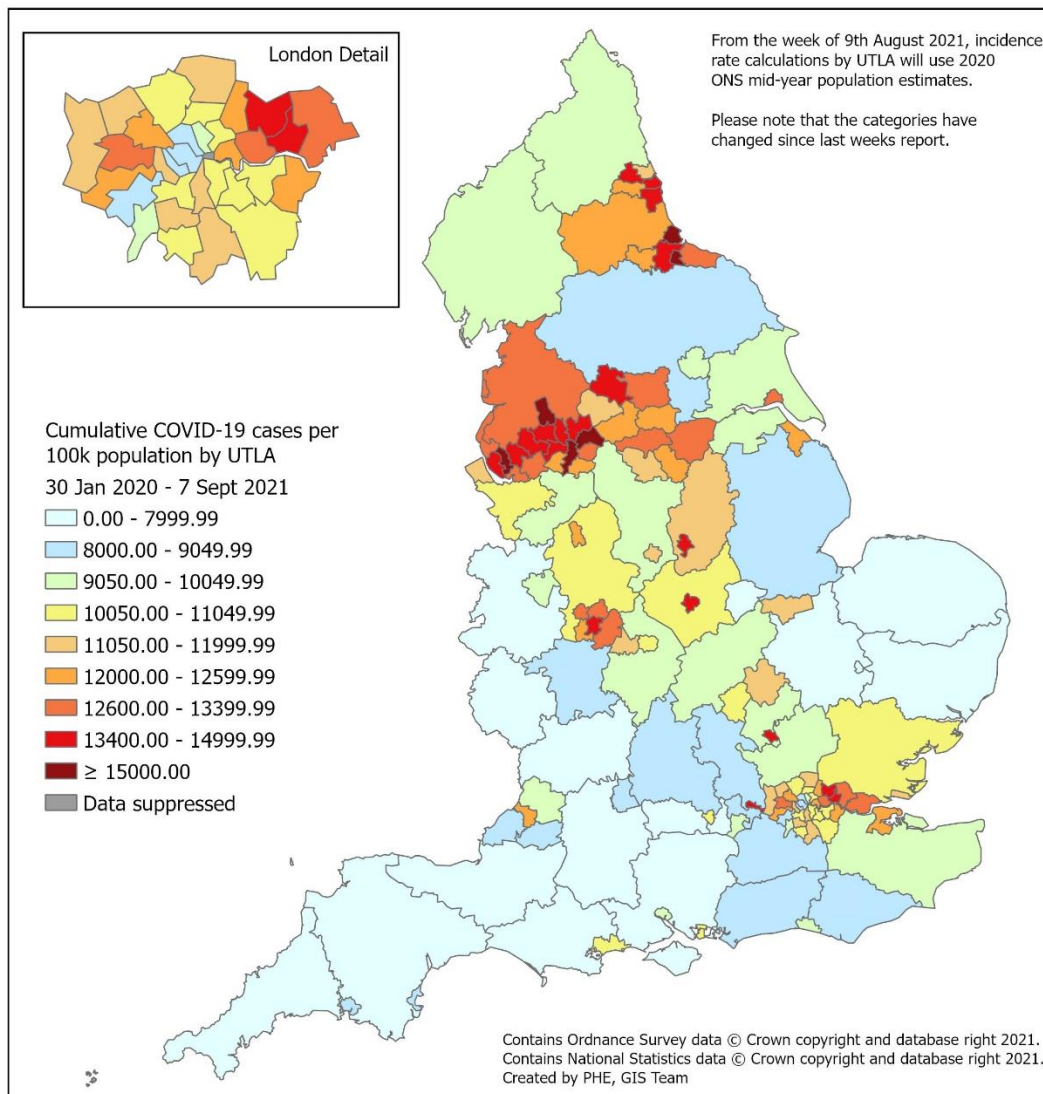 London Detail
From the week of 9th August 2021, incidence
rate calculations by UTLA will use 2020
ONS mid-year population estimates.
Please note that the categories have
changed since last weeks report.
Cumulative COVID-19 cases per
100k population by UTLA
30 Jan 2020 - 7 Sept 2021
0.00 - 7999.99
8000.00 - 9049.99
9050.00 - 10049.99
10050.00 - 11049.99
11050.00 - 11999.99
12000.00 - 12599.99
12600.00 - 13399.99
13400.00 - 14999.99
≥ 15000.00
Data suppressed
Contains Ordnance Survey data © Crown copyright and database right 2021.
Contains National Statistics data © Crown copyright and database right 2021.
Created by PHE, GIS Team